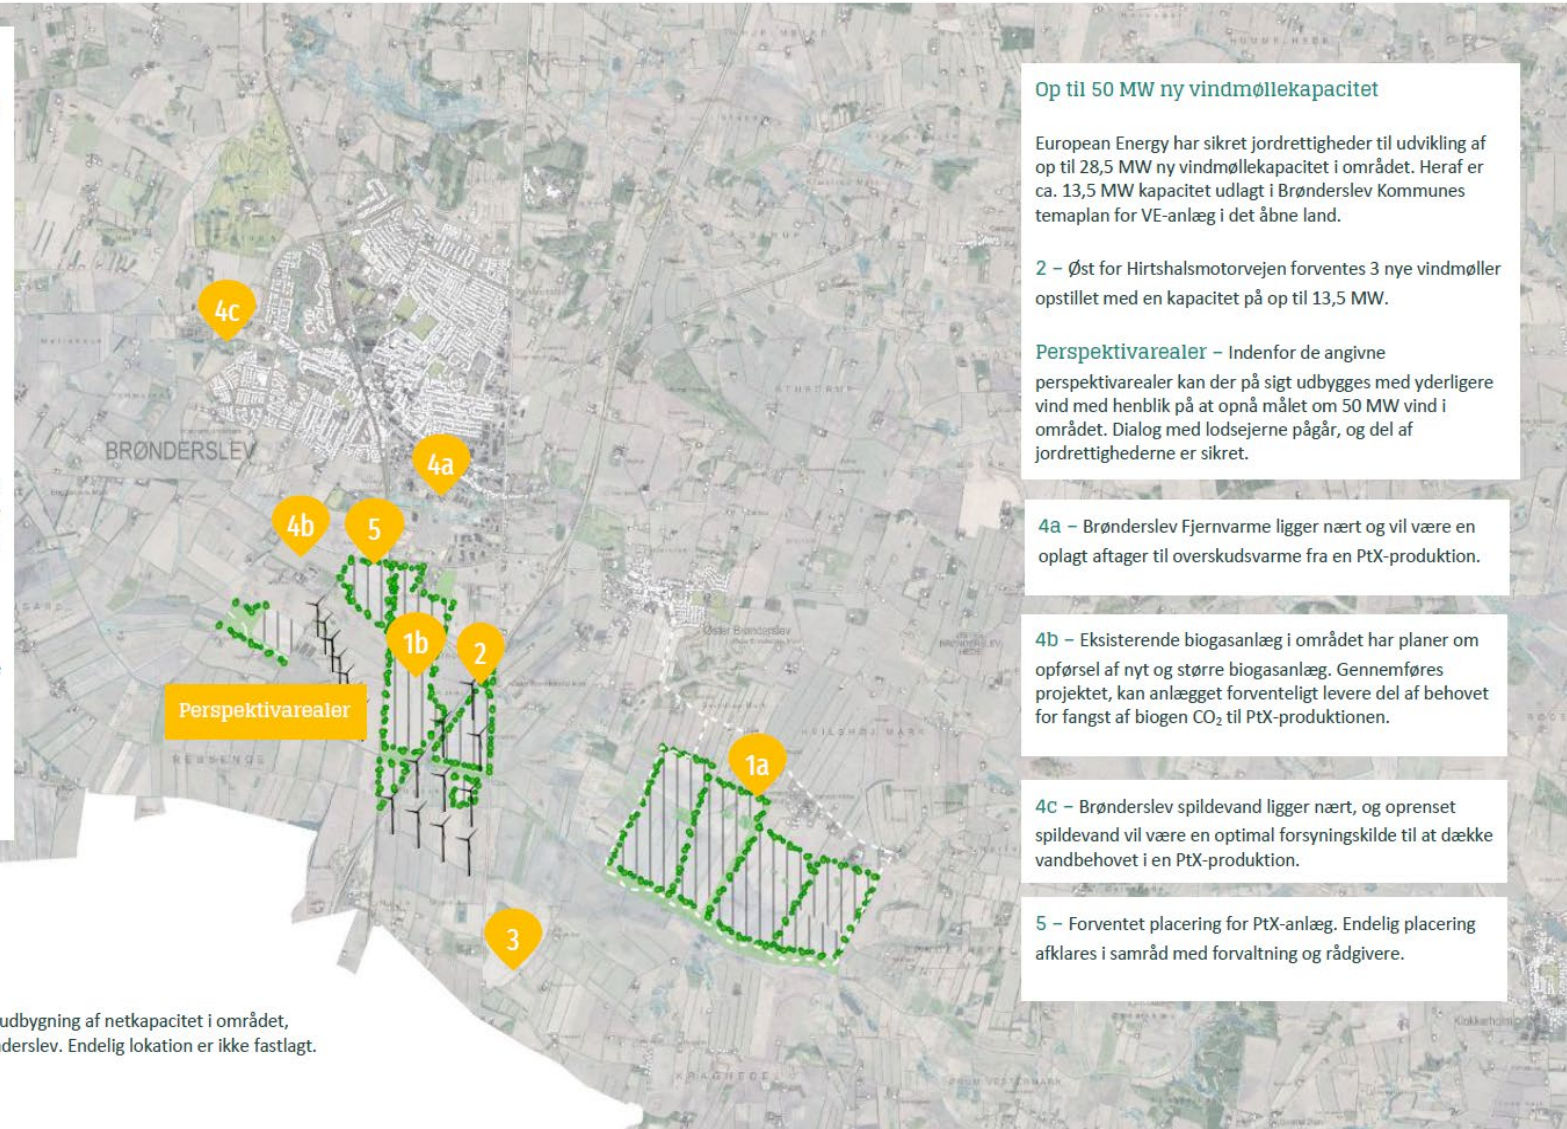 4c
BRØNDERSLEV
4a
4b
5
1b
2
Perspektivarealer
1a
3
Øster Brønderslev
KRAGHEDE
Klokkerholm
udbygning af netkapacitet i området,
nderslev. Endelig lokation er ikke fastlagt.
Op til 50 MW ny vindmøllekapacitet
European Energy har sikret jordrettigheder til udvikling af
op til 28,5 MW ny vindmøllekapacitet i området. Heraf er
ca. 13,5 MW kapacitet udlagt i Brønderslev Kommunes
temaplan for VE-anlæg i det åbne land.
2 – Øst for Hirtshalsmotorvejen forventes 3 nye vindmøller
opstillet med en kapacitet på op til 13,5 MW.
Perspektivarealer – Indenfor de angivne
perspektivarealer kan der på sigt udbygges med yderligere
vind med henblik på at opnå målet om 50 MW vind i
området. Dialog med lodsejerne pågår, og del af
jordrettighederne er sikret.
4a – Brønderslev Fjernvarme ligger nært og vil være en
oplagt aftager til overskudsvarme fra en PtX-produktion.
4b – Eksisterende biogasanlæg i området har planer om
opførsel af nyt og større biogasanlæg. Gennemføres
projektet, kan anlægget forventeligt levere del af behovet
for fangst af biogen CO₂ til PtX-produktionen.
4c – Brønderslev spildevand ligger nært, og oprenset
spildevand vil være en optimal forsyningskilde til at dække
vandbehovet i en PtX-produktion.
5 – Forventet placering for PtX-anlæg. Endelig placering
afklares i samråd med forvaltning og rådgivere.